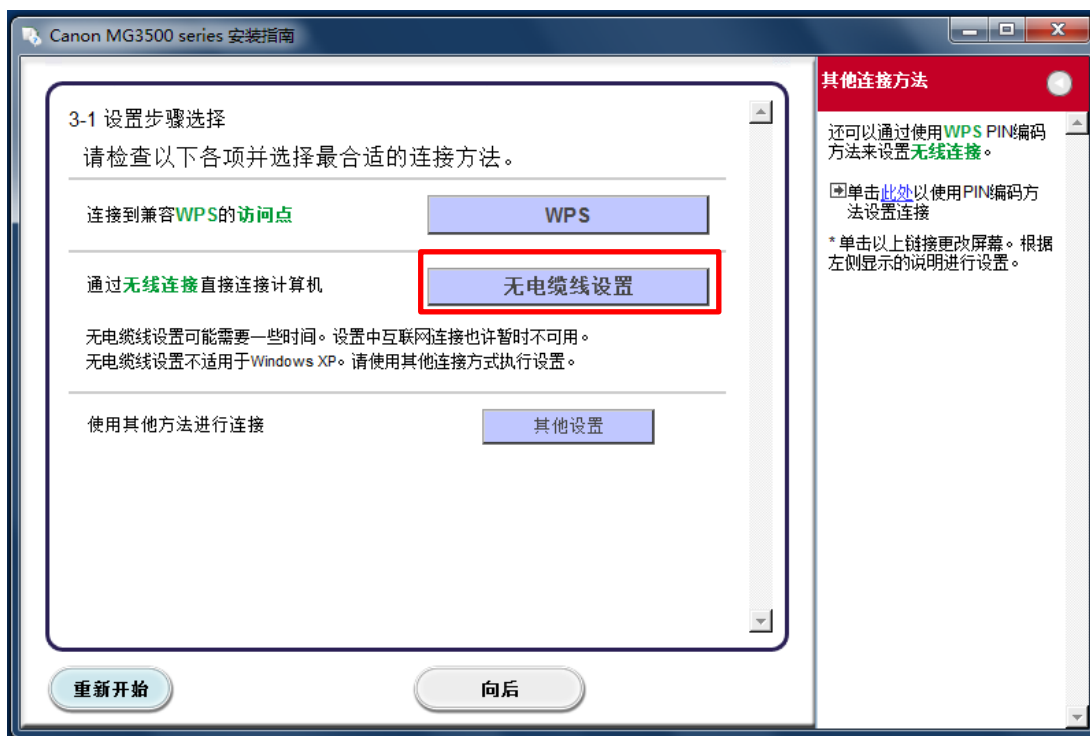 Canon MG3500 series 安装指南
3-1 设置步骤选择
请检查以下各项并选择最合适的连接方法。
连接到兼容WPS的访问点
WPS
通过无线连接直接连接计算机
无电缆线设置
无电缆线设置可能需要一些时间。设置中互联网连接也许暂时不可用。
无电缆线设置不适用于Windows XP。请使用其他连接方式执行设置。
使用其他方法进行连接
其他设置
重新开始
向后
其他连接方法
还可以通过使用WPS PIN编码
方法来设置无线连接。
单击此处以使用PIN编码方
法设置连接
*单击以上链接更改屏幕。根据
左侧显示的说明进行设置。